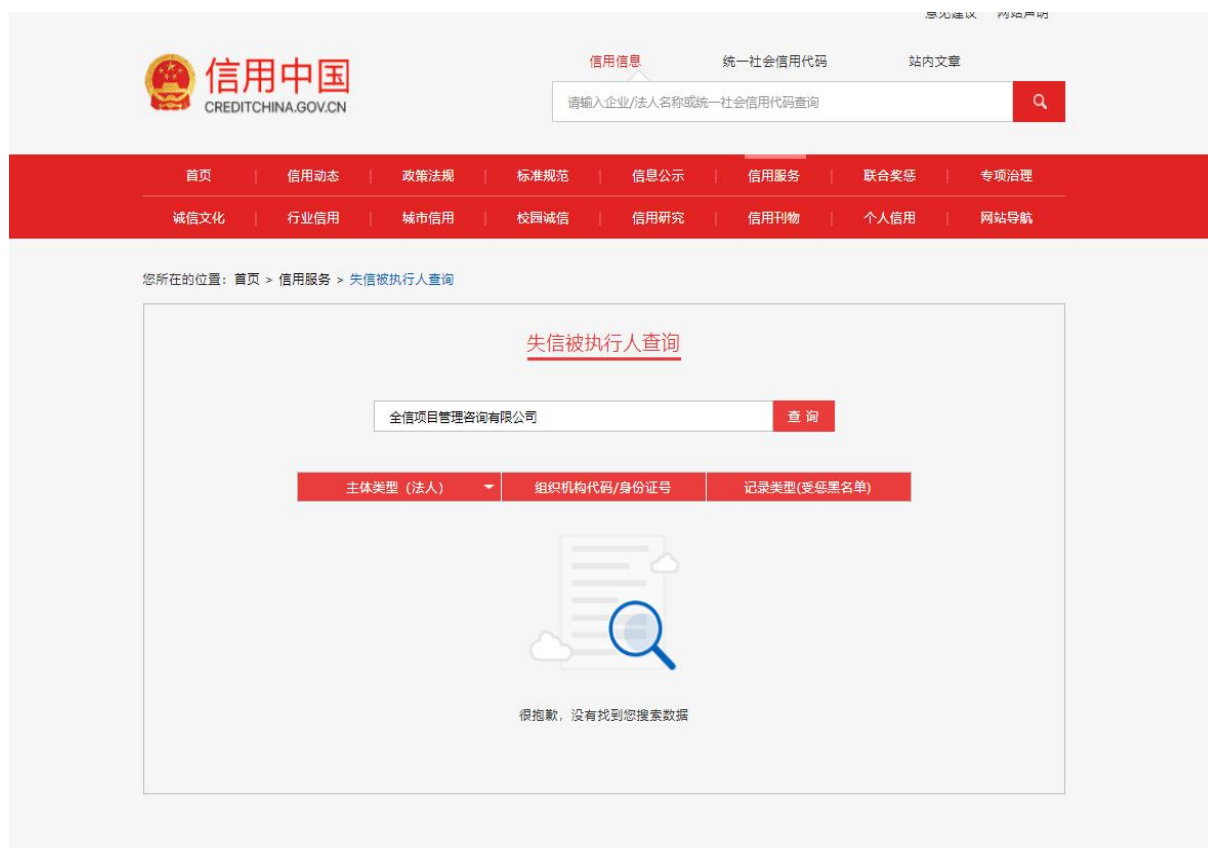 意见建议 网站声明
信用中国
CREDITCHINA.GOV.CN
信用信息 统一社会信用代码 站内文章
请输入企业/法人名称或统一社会信用代码查询
首页 | 信用动态 | 政策法规 | 标准规范 | 信息公示 | 信用服务 | 联合奖惩 | 专项治理
诚信文化 | 行业信用 | 城市信用 | 校园诚信 | 信用研究 | 信用刊物 | 个人信用 | 网站导航
您所在的位置：首页 > 信用服务 > 失信被执行人查询
失信被执行人查询
全信项目管理咨询有限公司 查 询
主体类型（法人） 组织机构代码/身份证号 记录类型(受惩黑名单)
很抱歉，没有找到您搜索数据